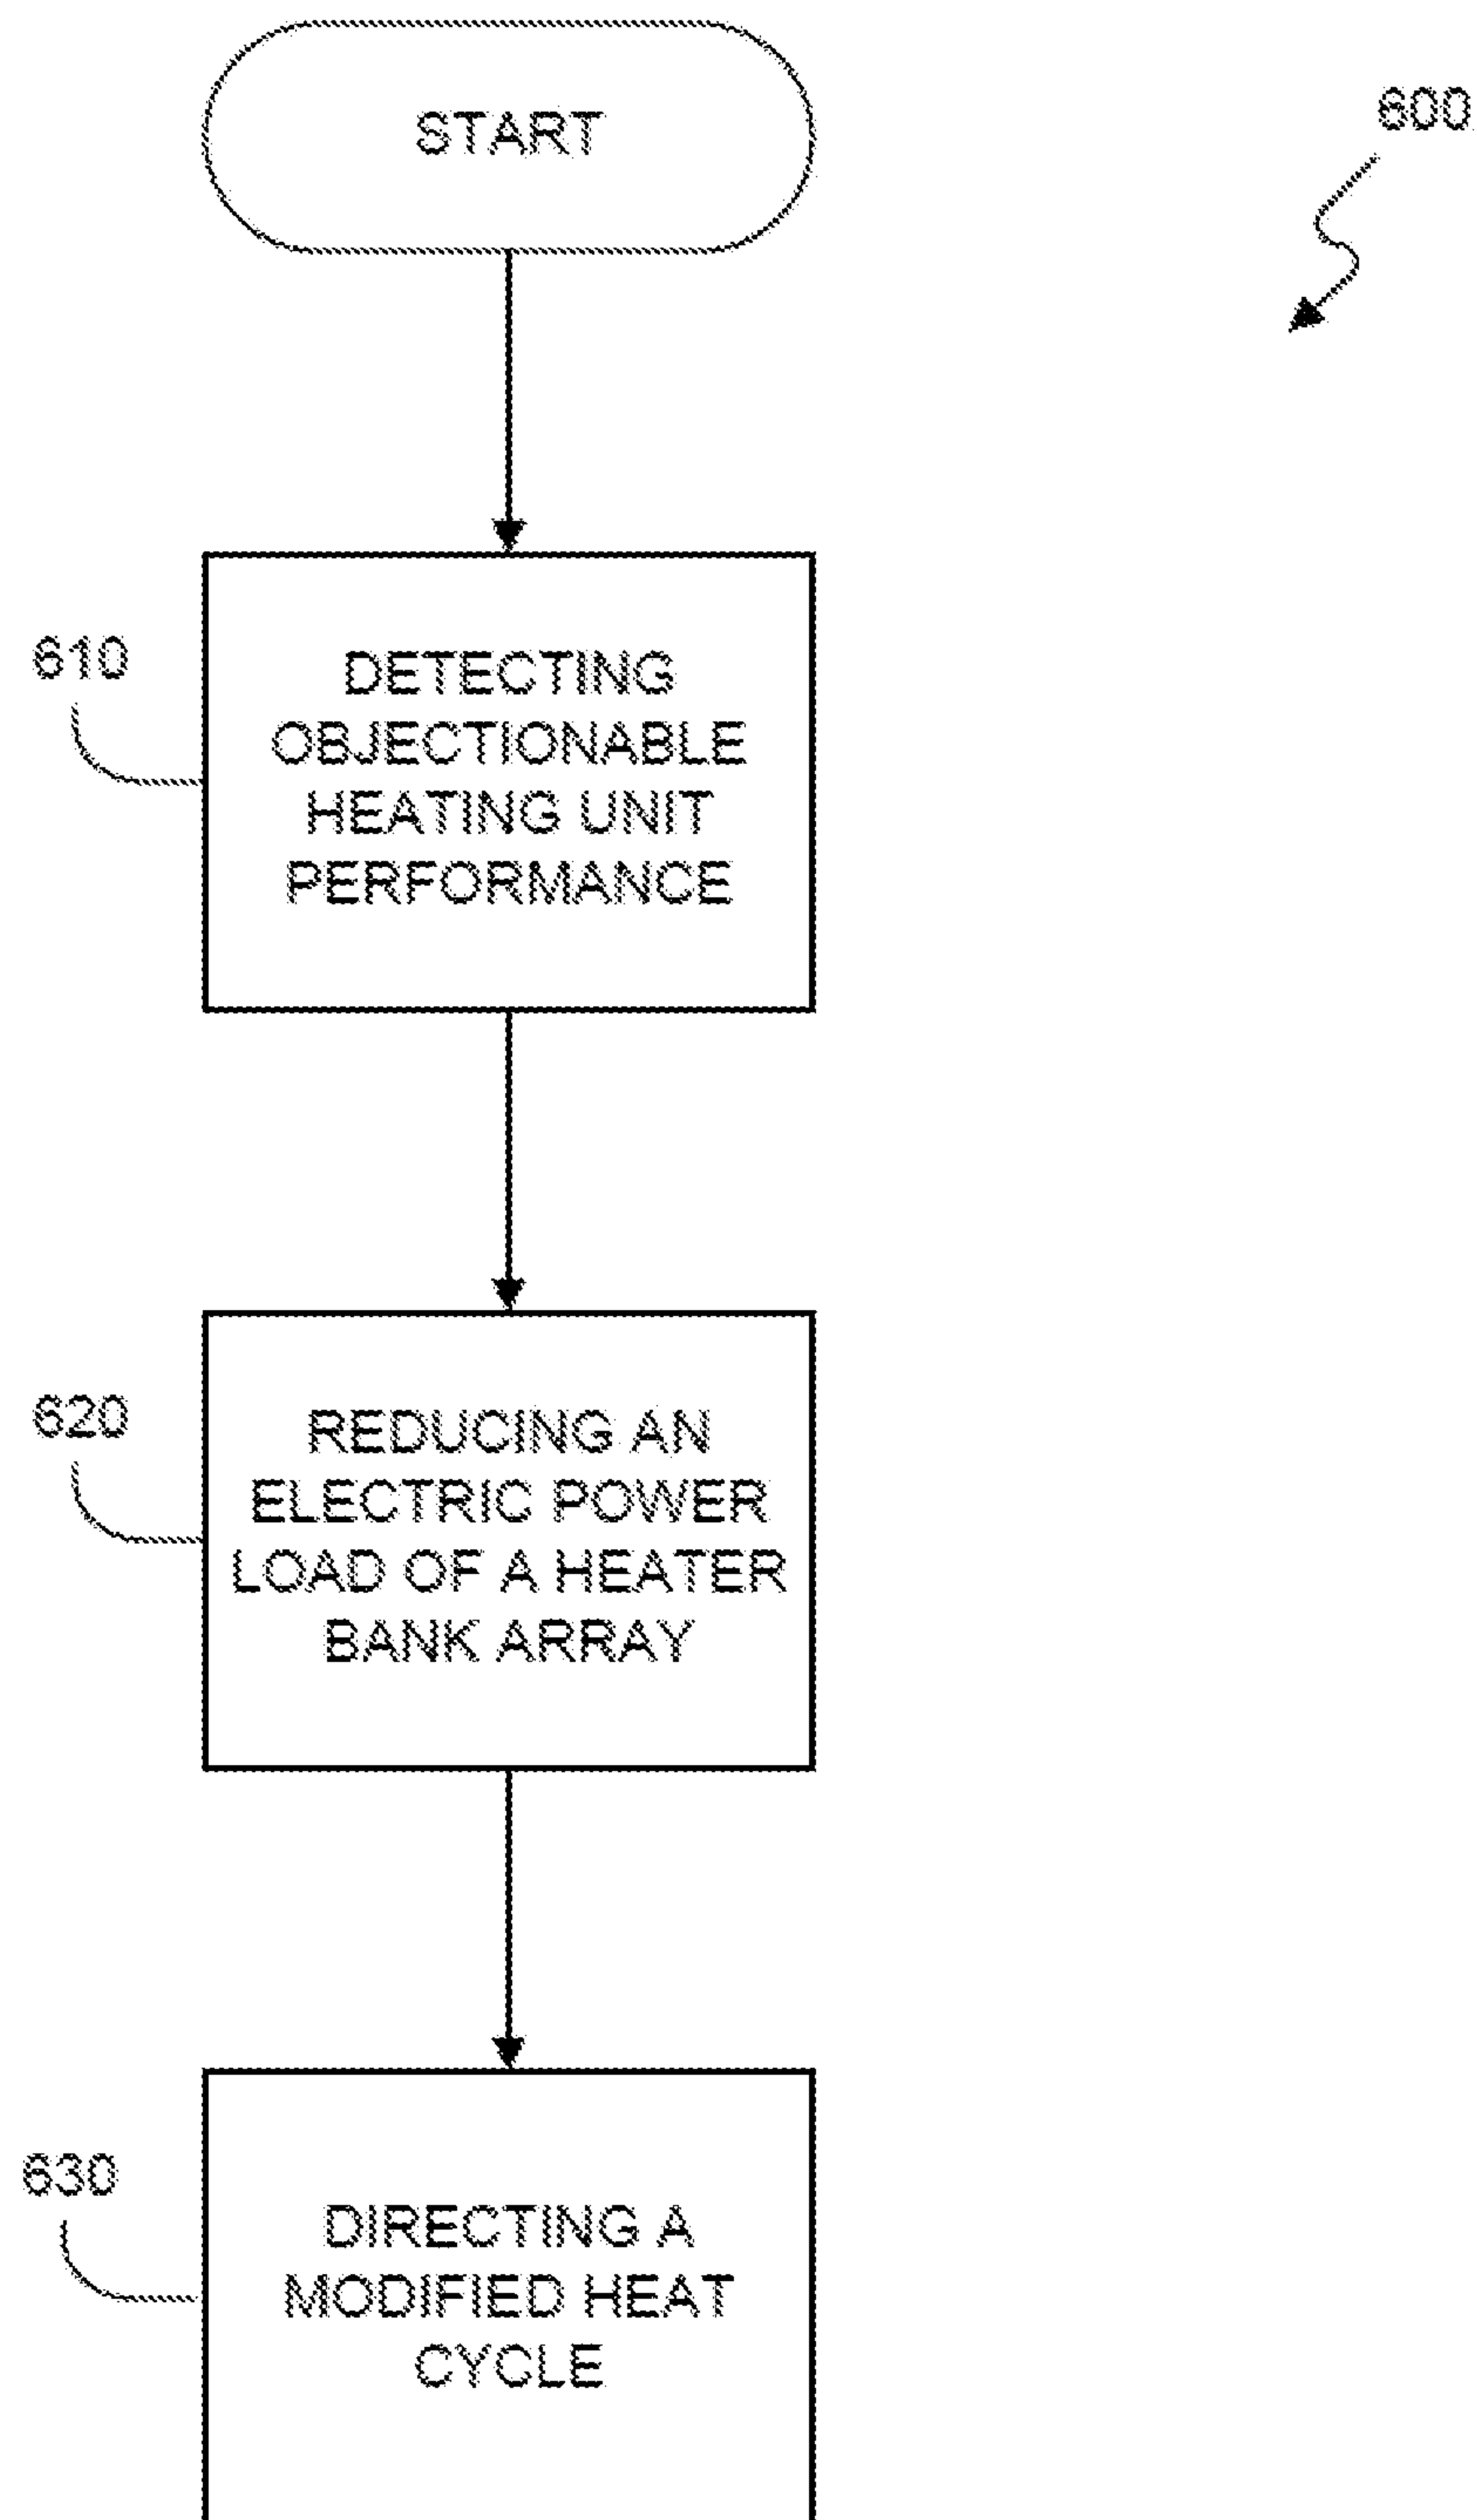 START
600
610
DETECTING
OBJECTIONABLE
HEATING UNIT
PERFORMANCE
620
REDUCING AN
ELECTRIC POWER
LOAD OF A HEATER
BANK ARRAY
630
DIRECTING A
MODIFIED HEAT
CYCLE